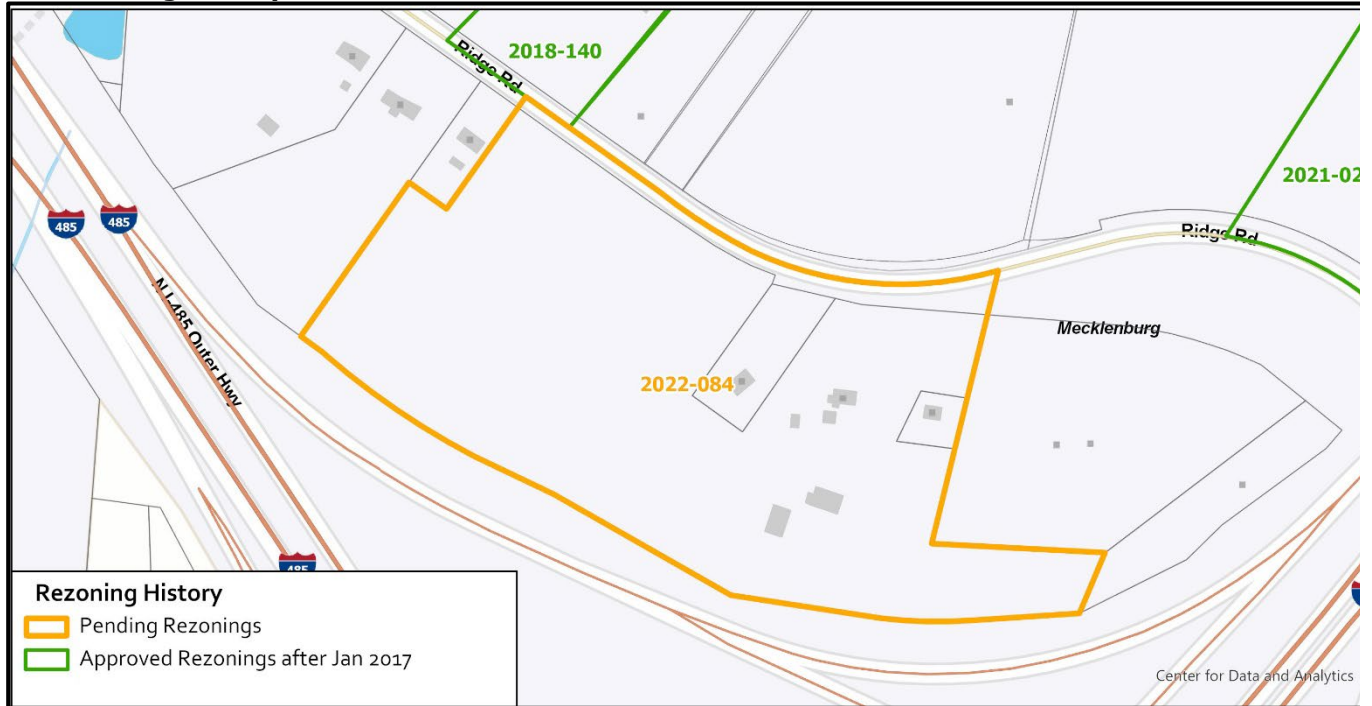 Ridge Rd
2018-140
2021-02
Ridge Rd
485
485
N I-485 Outer Hwy
Mecklenburg
2022-084
485
Rezoning History
Pending Rezonings
Approved Rezonings after Jan 2017
Center for Data and Analytics